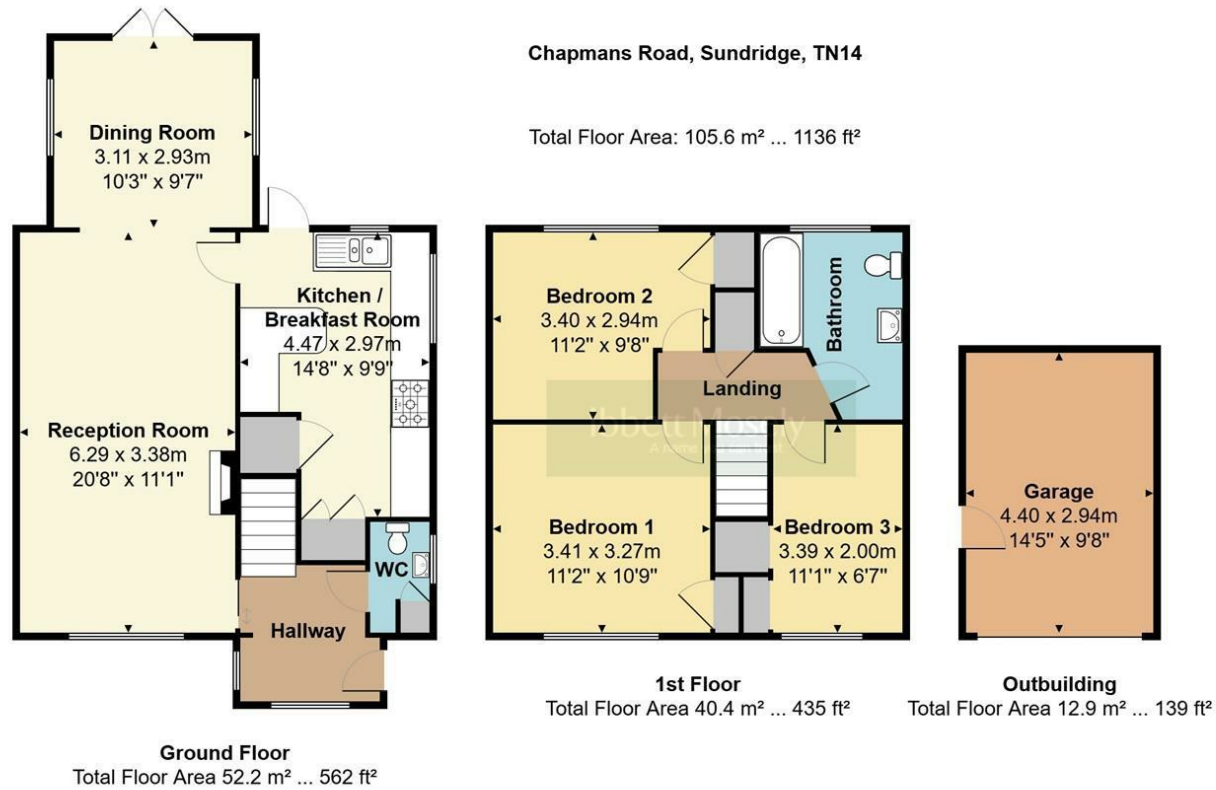 Chapmans Road, Sundridge, TN14
Total Floor Area: 105.6 m² ... 1136 ft²
Dining Room
3.11 x 2.93m
10'3" x 9'7"
Kitchen /
Breakfast Room
4.47 x 2.97m
14'8" x 9'9"
Reception Room
6.29 x 3.38m
20'8" x 11'1"
WC
Hallway
Ground Floor
Total Floor Area 52.2 m² ... 562 ft²
Bedroom 2
3.40 x 2.94m
11'2" x 9'8"
Bathroom
Landing
Ibbett Mosely
Bedroom 1
3.41 x 3.27m
11'2" x 10'9"
Bedroom 3
3.39 x 2.00m
11'1" x 6'7"
1st Floor
Total Floor Area 40.4 m² ... 435 ft²
Garage
4.40 x 2.94m
14'5" x 9'8"
Outbuilding
Total Floor Area 12.9 m² ... 139 ft²